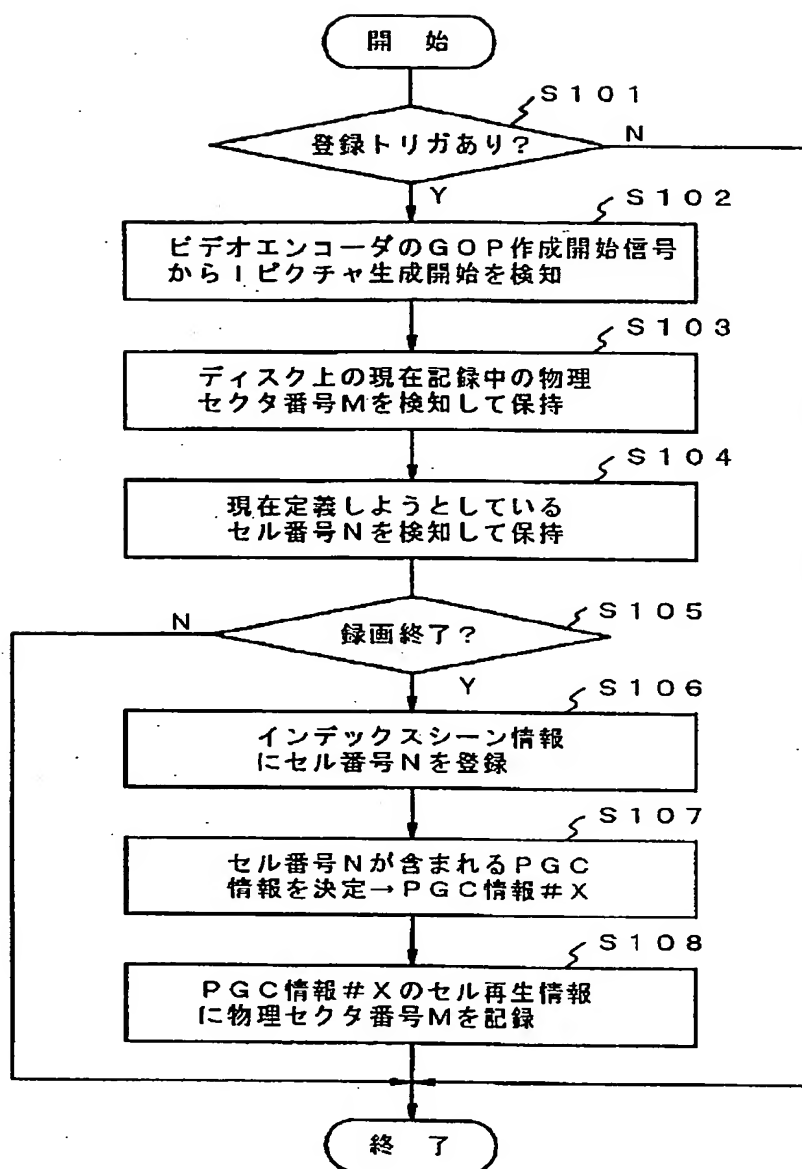 開 始
S101
登録トリガあり?
N
Y
S102
ビデオエンコーダのGOP作成開始信号
からIピクチャ生成開始を検知
S103
ディスク上の現在記録中の物理
セクタ番号Mを検知して保持
S104
現在定義しようとしている
セル番号Nを検知して保持
S105
N
録画終了?
Y
S106
インデックスシーン情報
にセル番号Nを登録
S107
セル番号Nが含まれるPGC
情報を決定→PGC情報#X
S108
PGC情報#Xのセル再生情報
に物理セクタ番号Mを記録
終 了